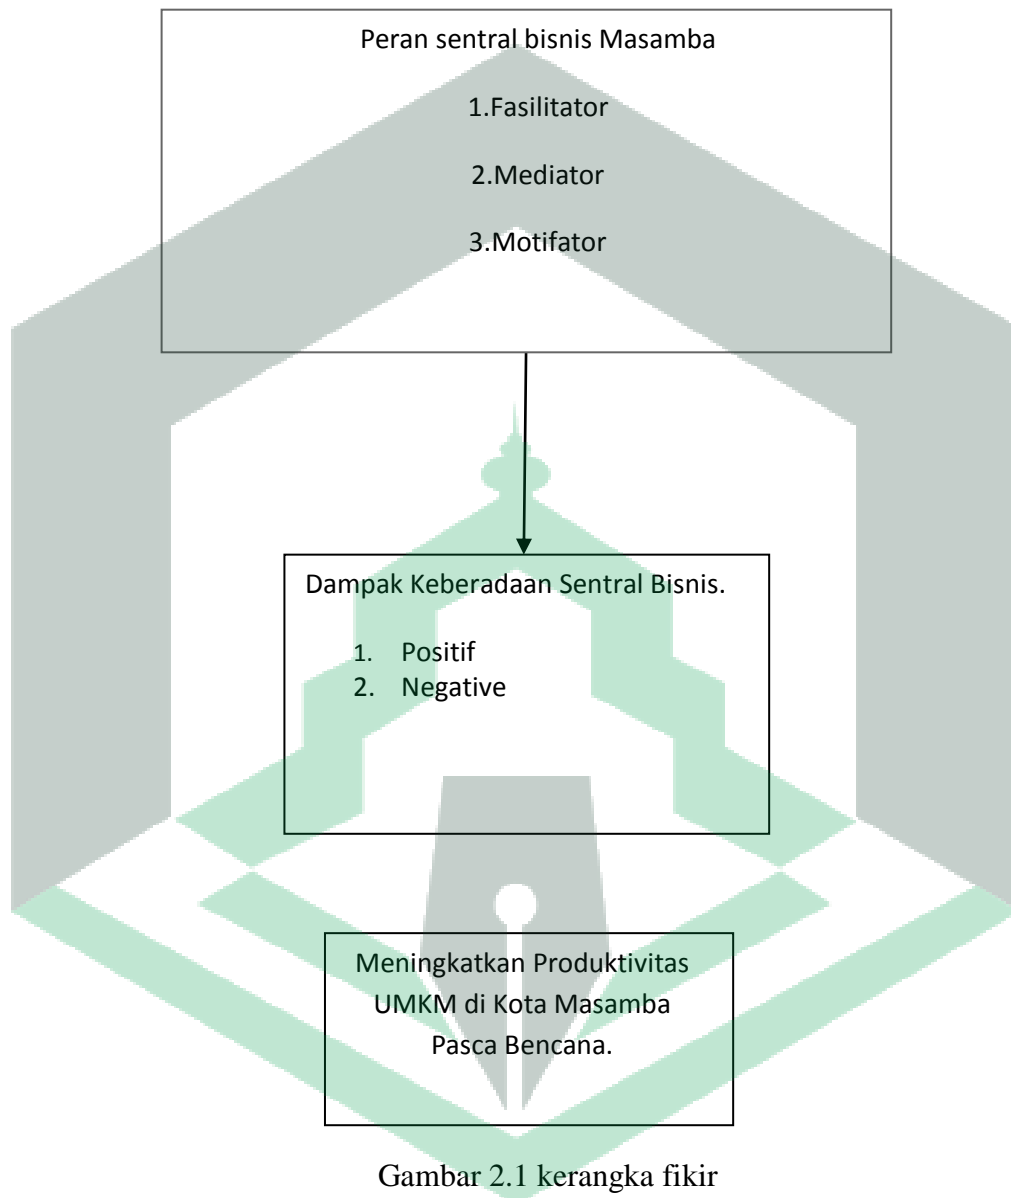 Peran sentral bisnis Masamba
1.Fasilitator
2.Mediator
3.Motifator
Dampak Keberadaan Sentral Bisnis.
1. Positif
2. Negative
Meningkatkan Produktivitas
UMKM di Kota Masamba
Pasca Bencana.
Gambar 2.1 kerangka fikir